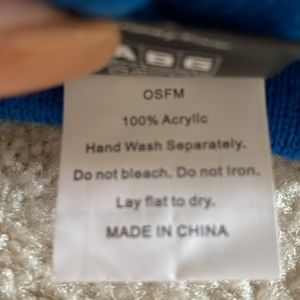 OSFM
100% Acrylic
Hand Wash Separately.
Do not bleach. Do not Iron.
Lay flat to dry.
MADE IN CHINA